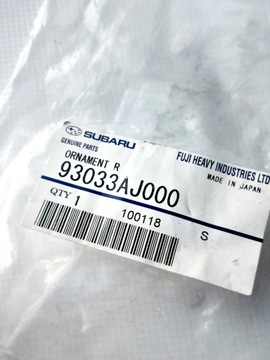 SUBARU
GENUINE PARTS
FUJI HEAVY INDUSTRIES LTD
MADE IN JAPAN
ORNAMENT R
93033AJ000
QTY 1
100118
S